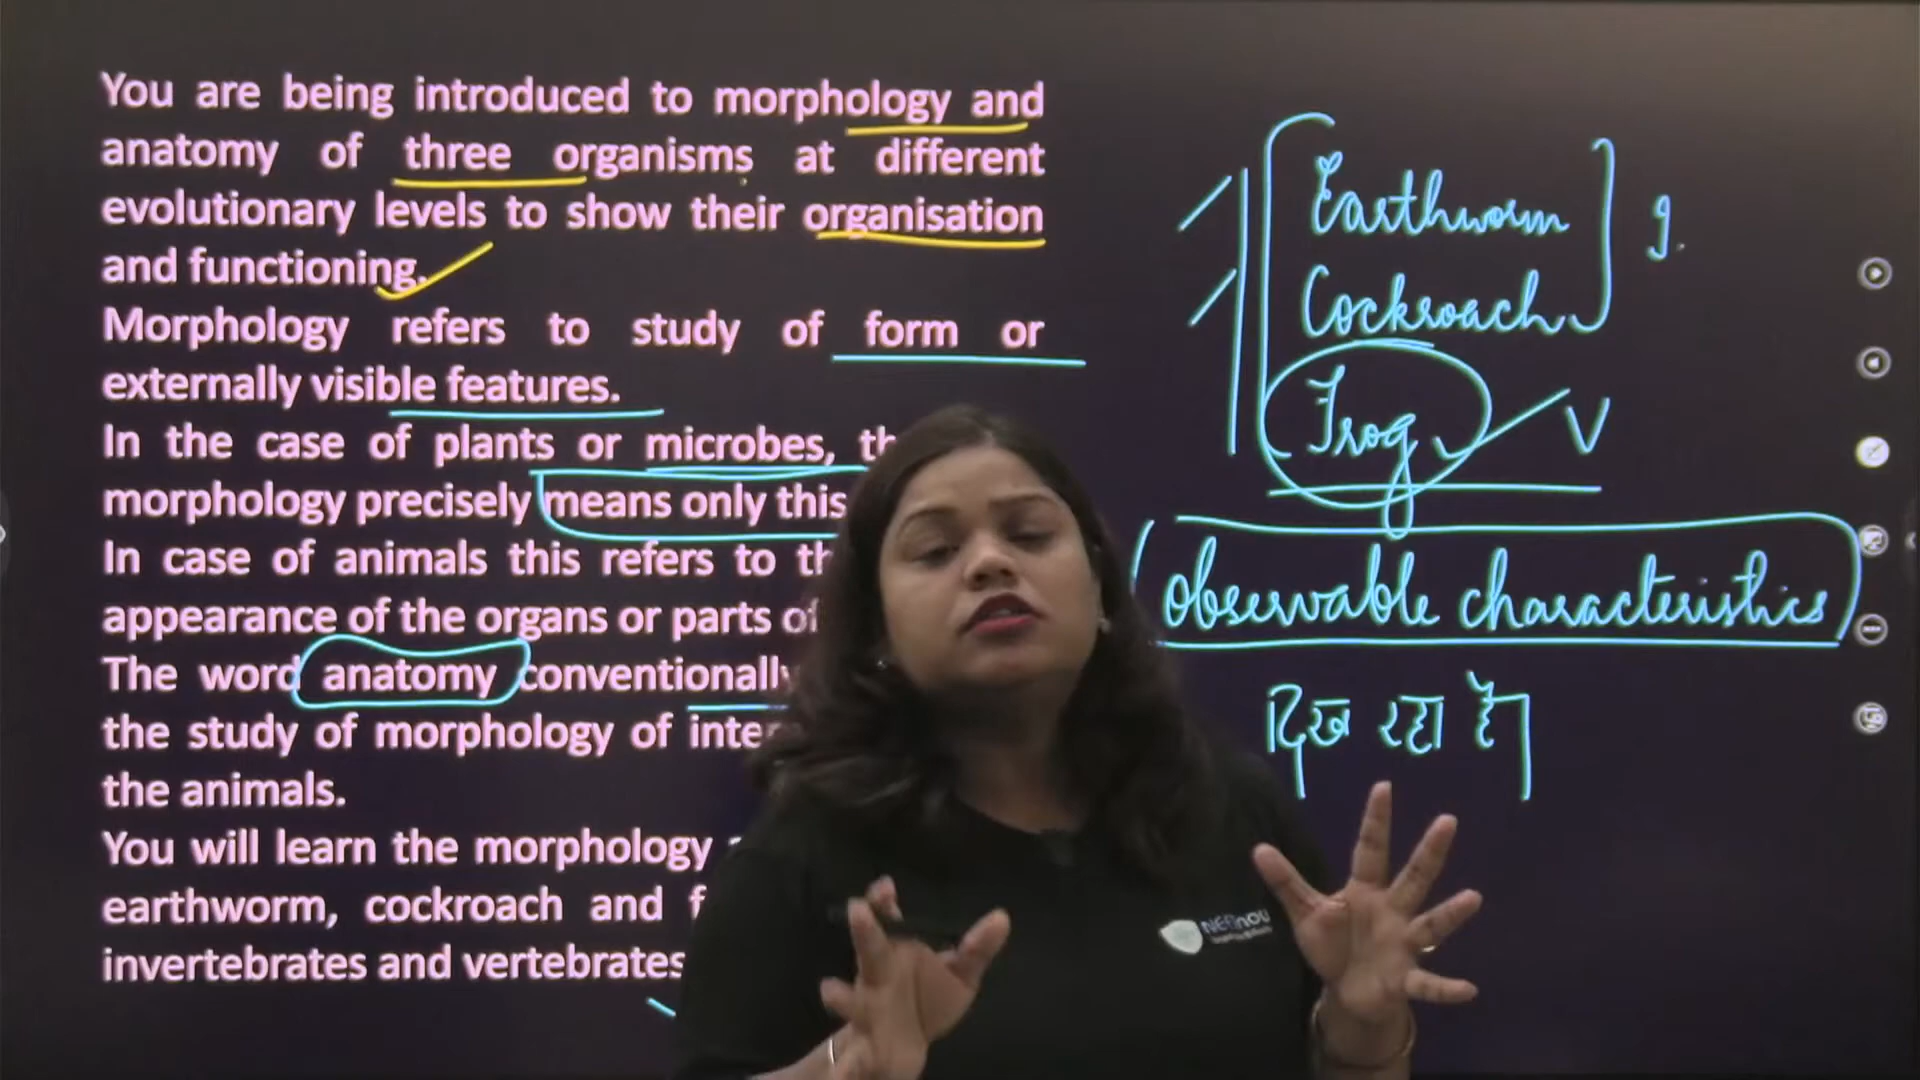 You are being introduced to morphology and
anatomy of three organisms at different
evolutionary levels to show their organisation
and functioning.
Morphology refers to study of form or
externally visible features.
In the case of plants or microbes,
morphology precisely means only this
In case of animals this refers to
appearance of the organs or parts of
The word anatomy conventionally
the study of morphology of
the animals.
You will learn the morphology
earthworm, cockroach and
invertebrates and vertebrates
Earthworm
Cockroach
Frog
V
observable characteristics
दिख रहा है।